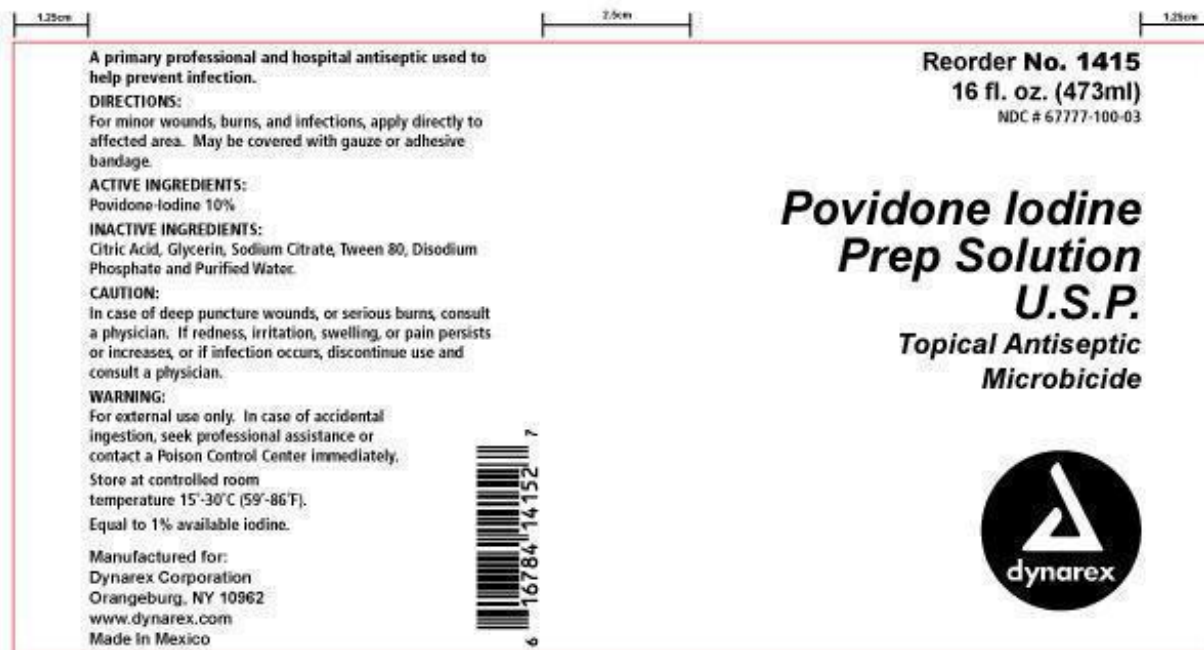 1.25cm
2.5cm
1.25cm
A primary professional and hospital antiseptic used to
help prevent infection.
DIRECTIONS:
For minor wounds, burns, and infections, apply directly to
affected area. May be covered with gauze or adhesive
bandage.
ACTIVE INGREDIENTS:
Povidone-Iodine 10%
INACTIVE INGREDIENTS:
Citric Acid, Glycerin, Sodium Citrate, Tween 80, Disodium
Phosphate and Purified Water.
CAUTION:
In case of deep puncture wounds, or serious burns, consult
a physician. If redness, irritation, swelling, or pain persists
or increases, or if infection occurs, discontinue use and
consult a physician.
WARNING:
For external use only. In case of accidental
ingestion, seek professional assistance or
contact a Poison Control Center immediately.
Store at controlled room
temperature 15°-30°C (59°-86°F).
Equal to 1% available iodine.
Manufactured for:
Dynarex Corporation
Orangeburg, NY 10962
www.dynarex.com
Made In Mexico
6 16784 14152 7
Reorder No. 1415
16 fl. oz. (473ml)
NDC # 67777-100-03
Povidone Iodine
Prep Solution
U.S.P.
Topical Antiseptic
Microbicide
dynarex